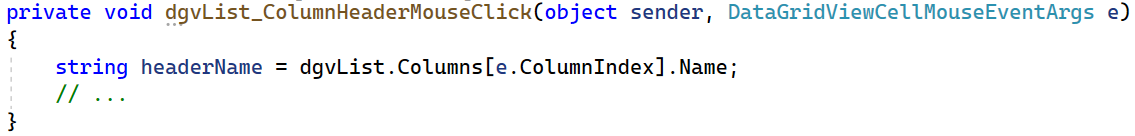 private void dgvList_ColumnHeaderMouseClick(object sender, DataGridViewCellMouseEventArgs e)
{
    string headerName = dgvList.Columns[e.ColumnIndex].Name;
    // ...
}